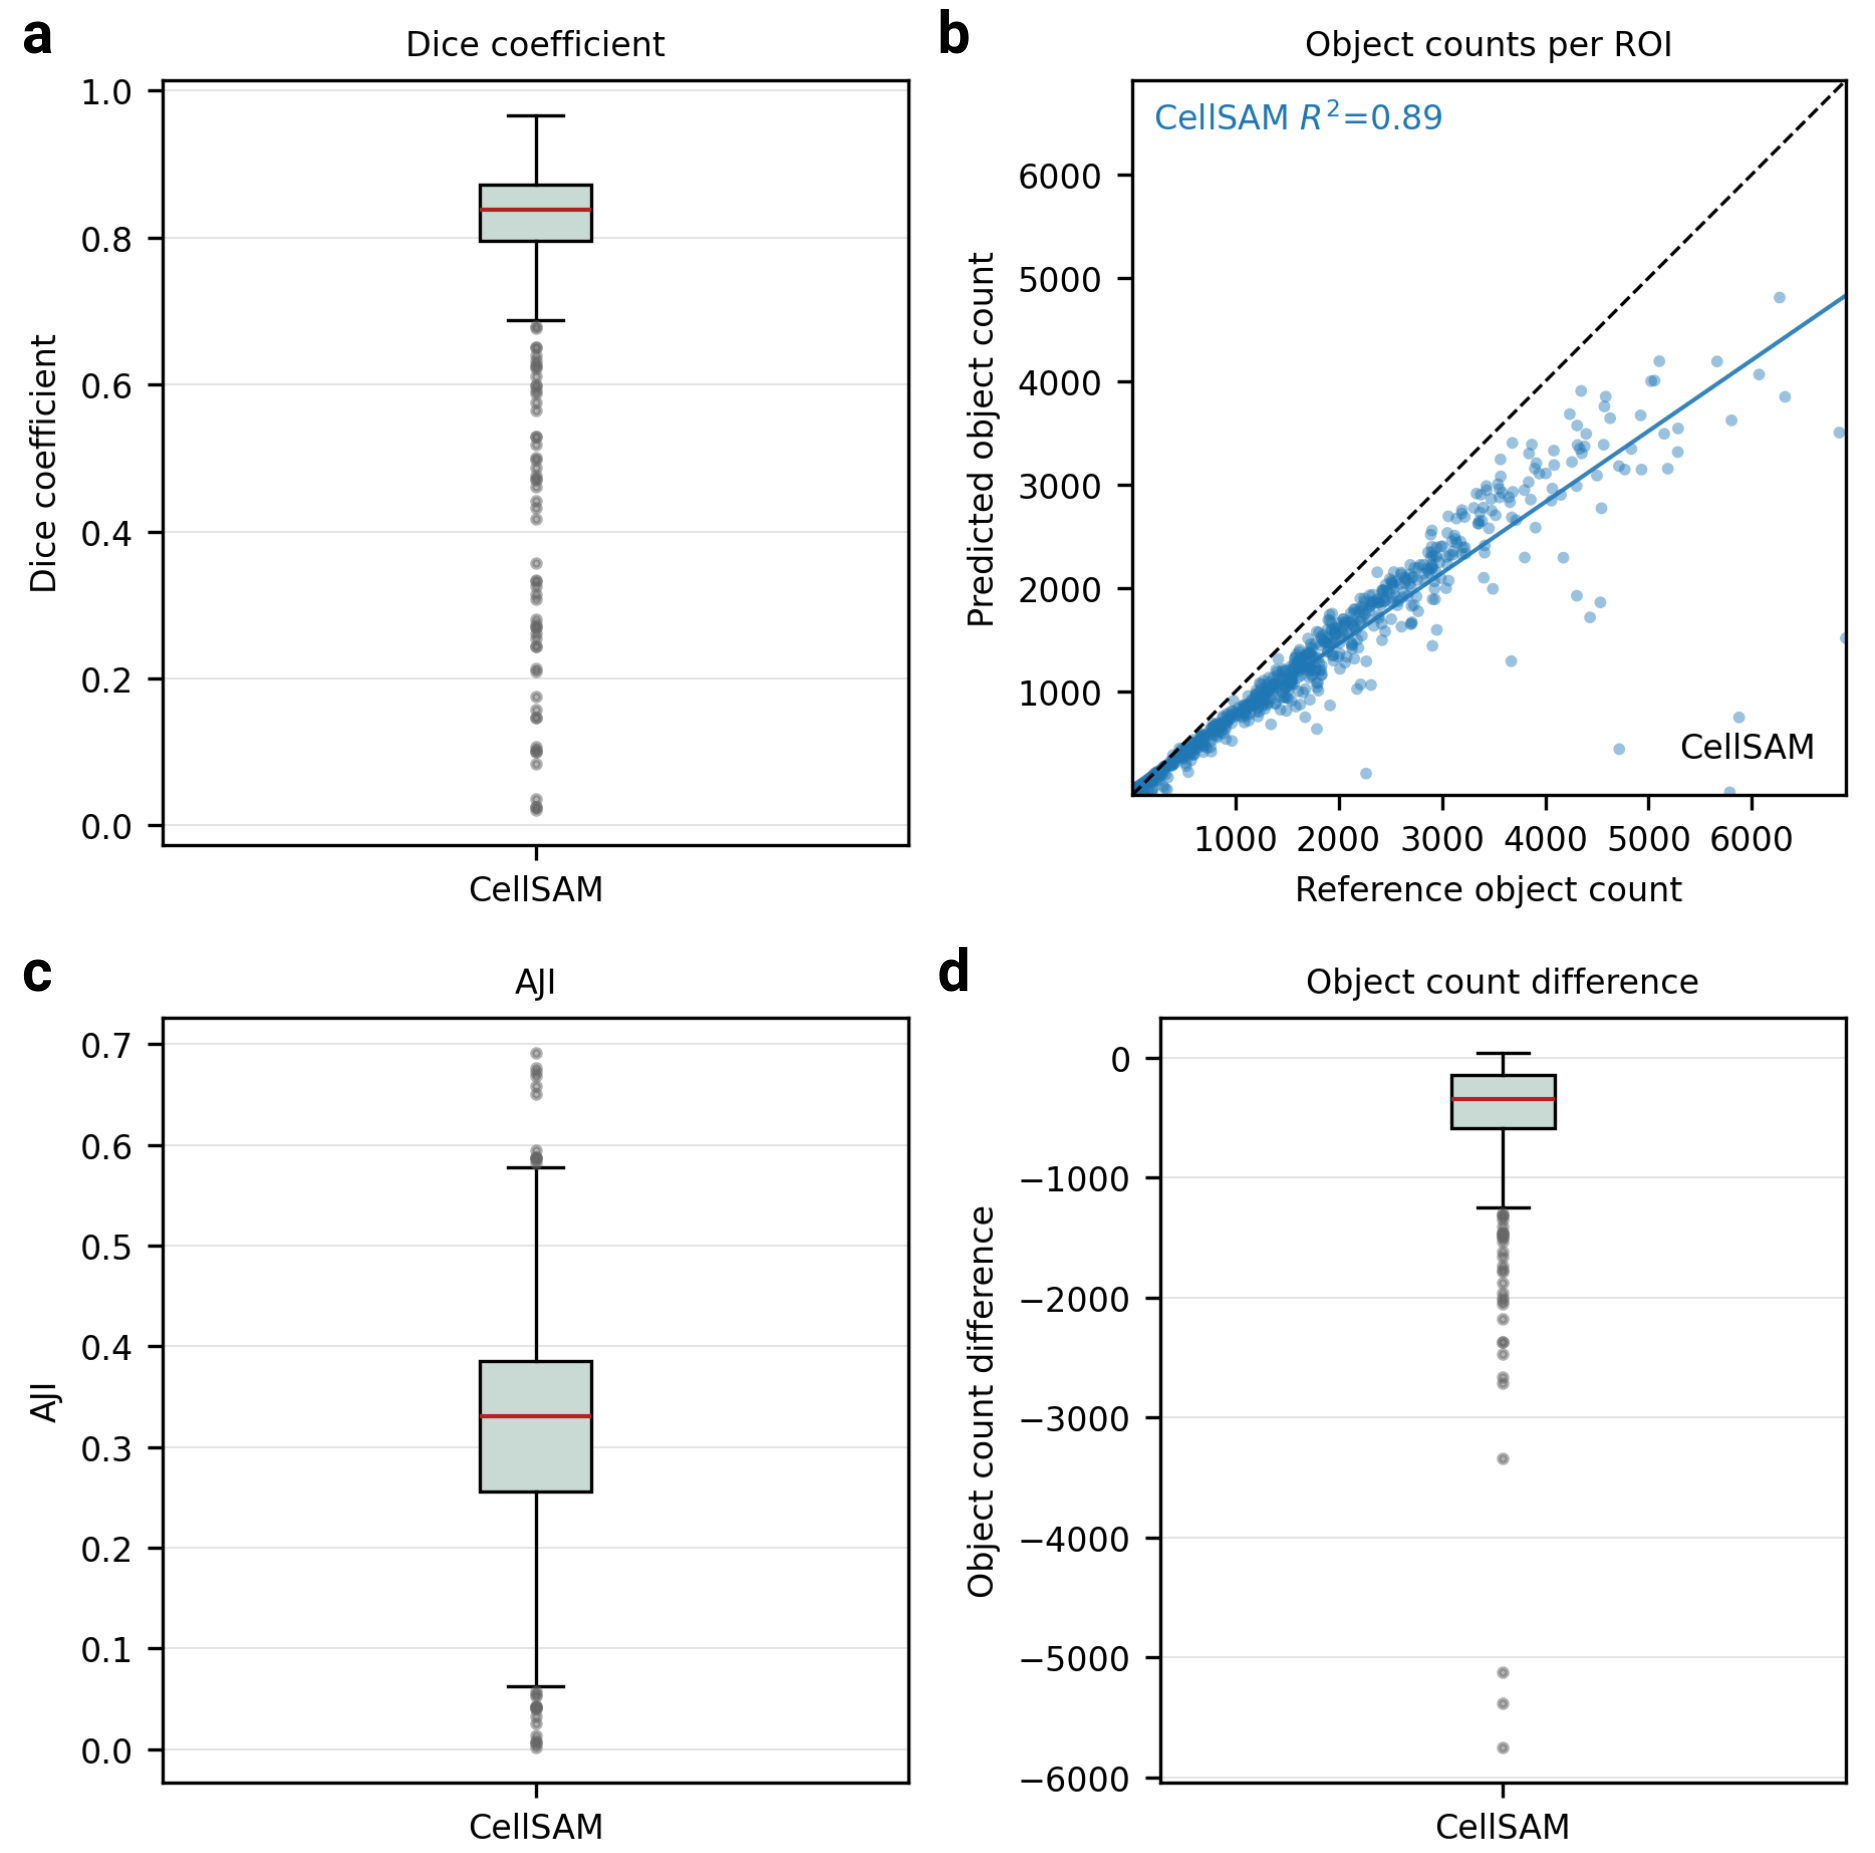 a
Dice coefficient
Dice coefficient
1.0
0.8
0.6
0.4
0.2
0.0
CellSAM
b
Object counts per ROI
CellSAM R²=0.89
Predicted object count
6000
5000
4000
3000
2000
1000
CellSAM
1000 2000 3000 4000 5000 6000
Reference object count
c
AJI
AJI
0.7
0.6
0.5
0.4
0.3
0.2
0.1
0.0
CellSAM
d
Object count difference
Object count difference
0
−1000
−2000
−3000
−4000
−5000
−6000
CellSAM